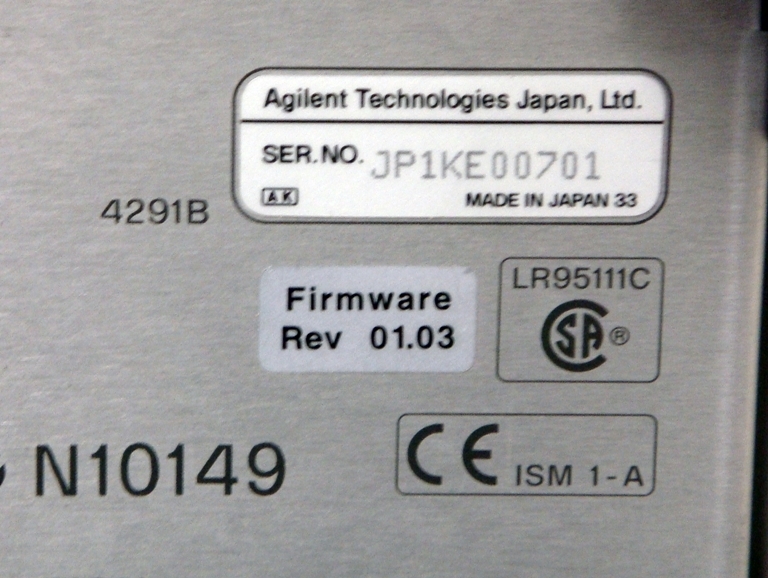 Agilent Technologies Japan, Ltd.
SER.NO. JP1KE00701
AK MADE IN JAPAN 33
4291B
Firmware
Rev 01.03
LR95111C
SA ®
N10149
CE ISM 1-A